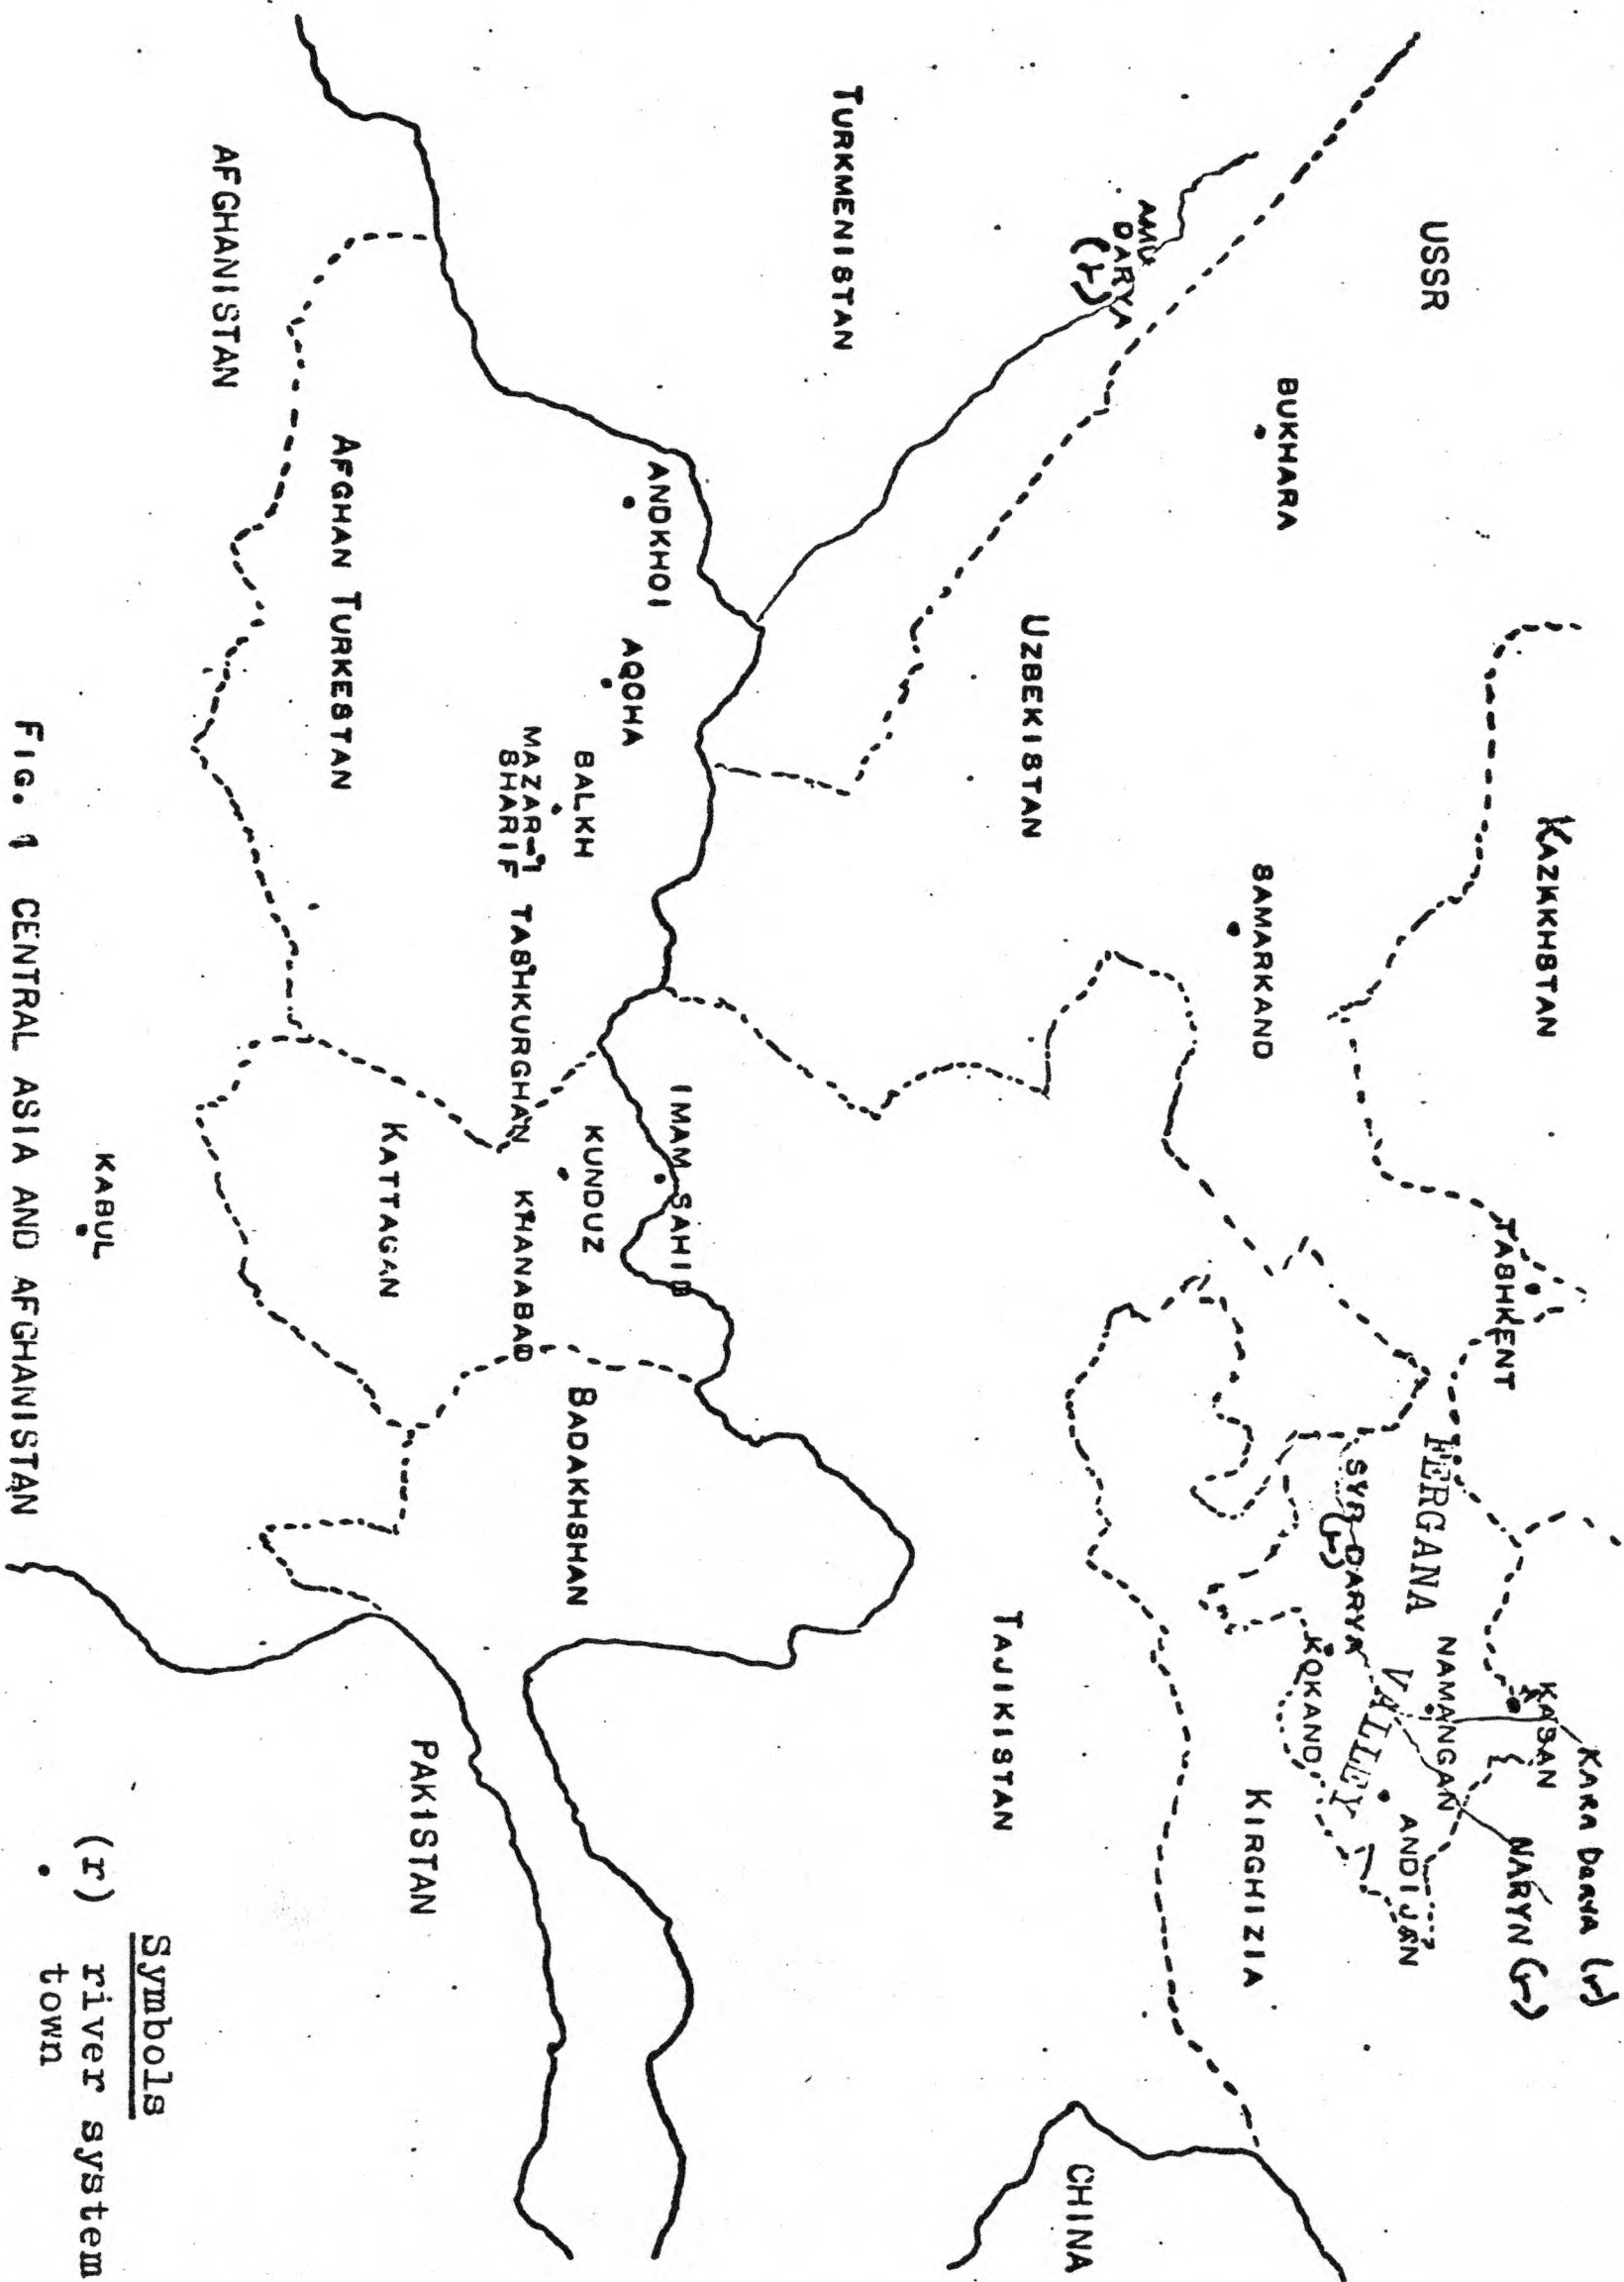 USSR
KAZAKHSTAN
TASHKENT
KASAN
KARA DARYA (r)
NARYN (r)
NAMANGAN
ANDIJAN
FERGANA
VALLEY
SYR DARYA
(r)
KOKAND
KIRGHIZIA
BUKHARA
SAMARKAND
AMU
DARYA
(r)
UZBEKISTAN
TAJIKISTAN
CHINA
TURKMENISTAN
ANDKHOI
AQCHA
BALKH
MAZAR-I
SHARIF
TASHKURGHAN
IMAM SAHIB
KUNDUZ
KHANABAD
BADAKHSHAN
AFGHAN TURKESTAN
KATTAGAN
PAKISTAN
AFGHANISTAN
KABUL
Symbols
(r) river system
• town
FIG. 1 CENTRAL ASIA AND AFGHANISTAN